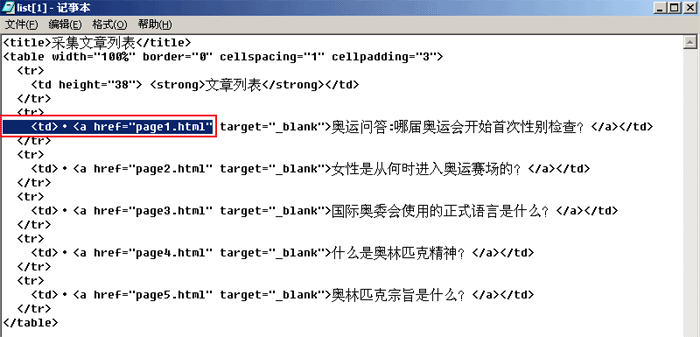 list[1] - 记事本
文件(F) 编辑(E) 格式(O) 帮助(H)
<title>采集文章列表</title>
<table width="100%" border="0" cellspacing="1" cellpadding="3">
<tr>
<td height="38"> <strong>文章列表</strong></td>
</tr>
<tr>
<td>·<a href="page1.html" target="_blank">奥运问答:哪届奥运会开始首次性别检查？</a></td>
</tr>
<tr>
<td>·<a href="page2.html" target="_blank">女性是从何时进入奥运赛场的？</a></td>
</tr>
<tr>
<td>·<a href="page3.html" target="_blank">国际奥委会使用的正式语言是什么？</a></td>
</tr>
<tr>
<td>·<a href="page4.html" target="_blank">什么是奥林匹克精神？</a></td>
</tr>
<tr>
<td>·<a href="page5.html" target="_blank">奥林匹克宗旨是什么？</a></td>
</tr>
</table>